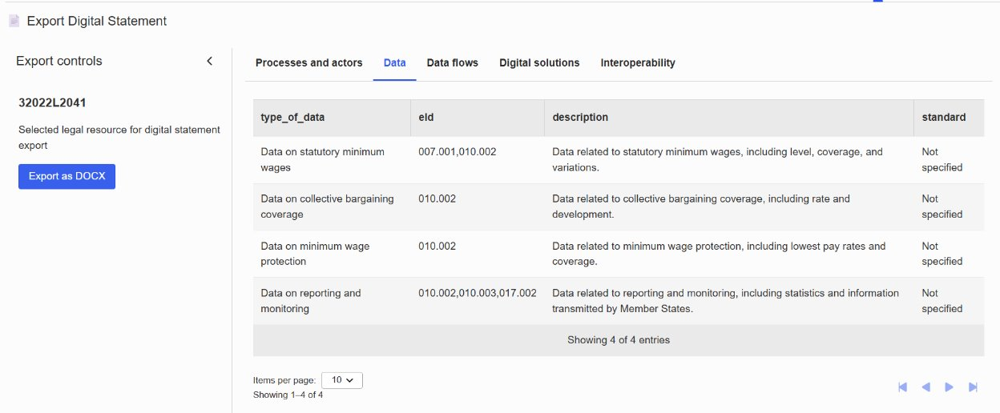 Export Digital Statement
Export controls
32022L2041
Selected legal resource for digital statement
export
Export as DOCX
Processes and actors
Data
Data flows
Digital solutions
Interoperability
type_of_data eId description standard
Data on statutory minimum 007.001,010.002 Data related to statutory minimum wages, including level, coverage, and Not
wages variations. specified
Data on collective bargaining 010.002 Data related to collective bargaining coverage, including rate and Not
coverage development. specified
Data on minimum wage 010.002 Data related to minimum wage protection, including lowest pay rates and Not
protection coverage. specified
Data on reporting and 010.002,010.003,017.002 Data related to reporting and monitoring, including statistics and information Not
monitoring transmitted by Member States. specified
Showing 4 of 4 entries
Items per page: 10
Showing 1–4 of 4